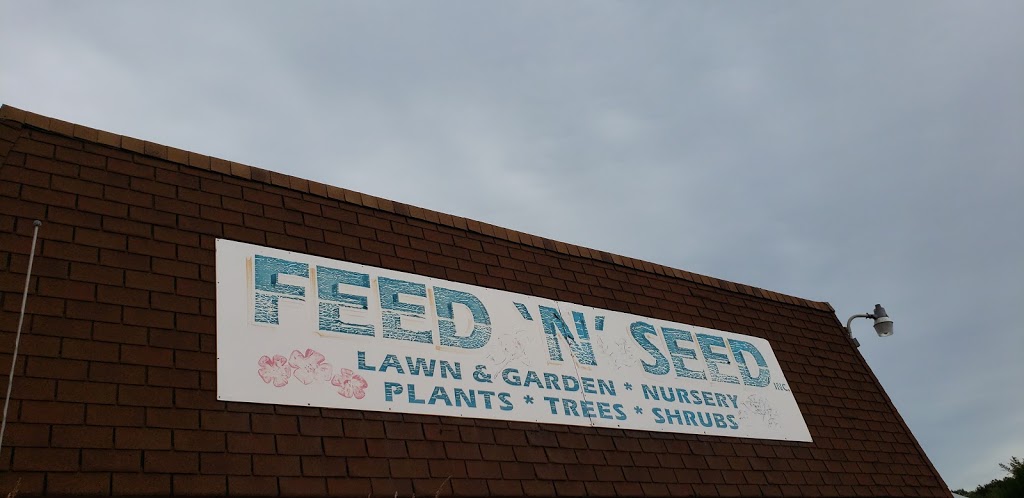 FEED 'N' SEED INC.
LAWN & GARDEN * NURSERY
PLANTS * TREES * SHRUBS